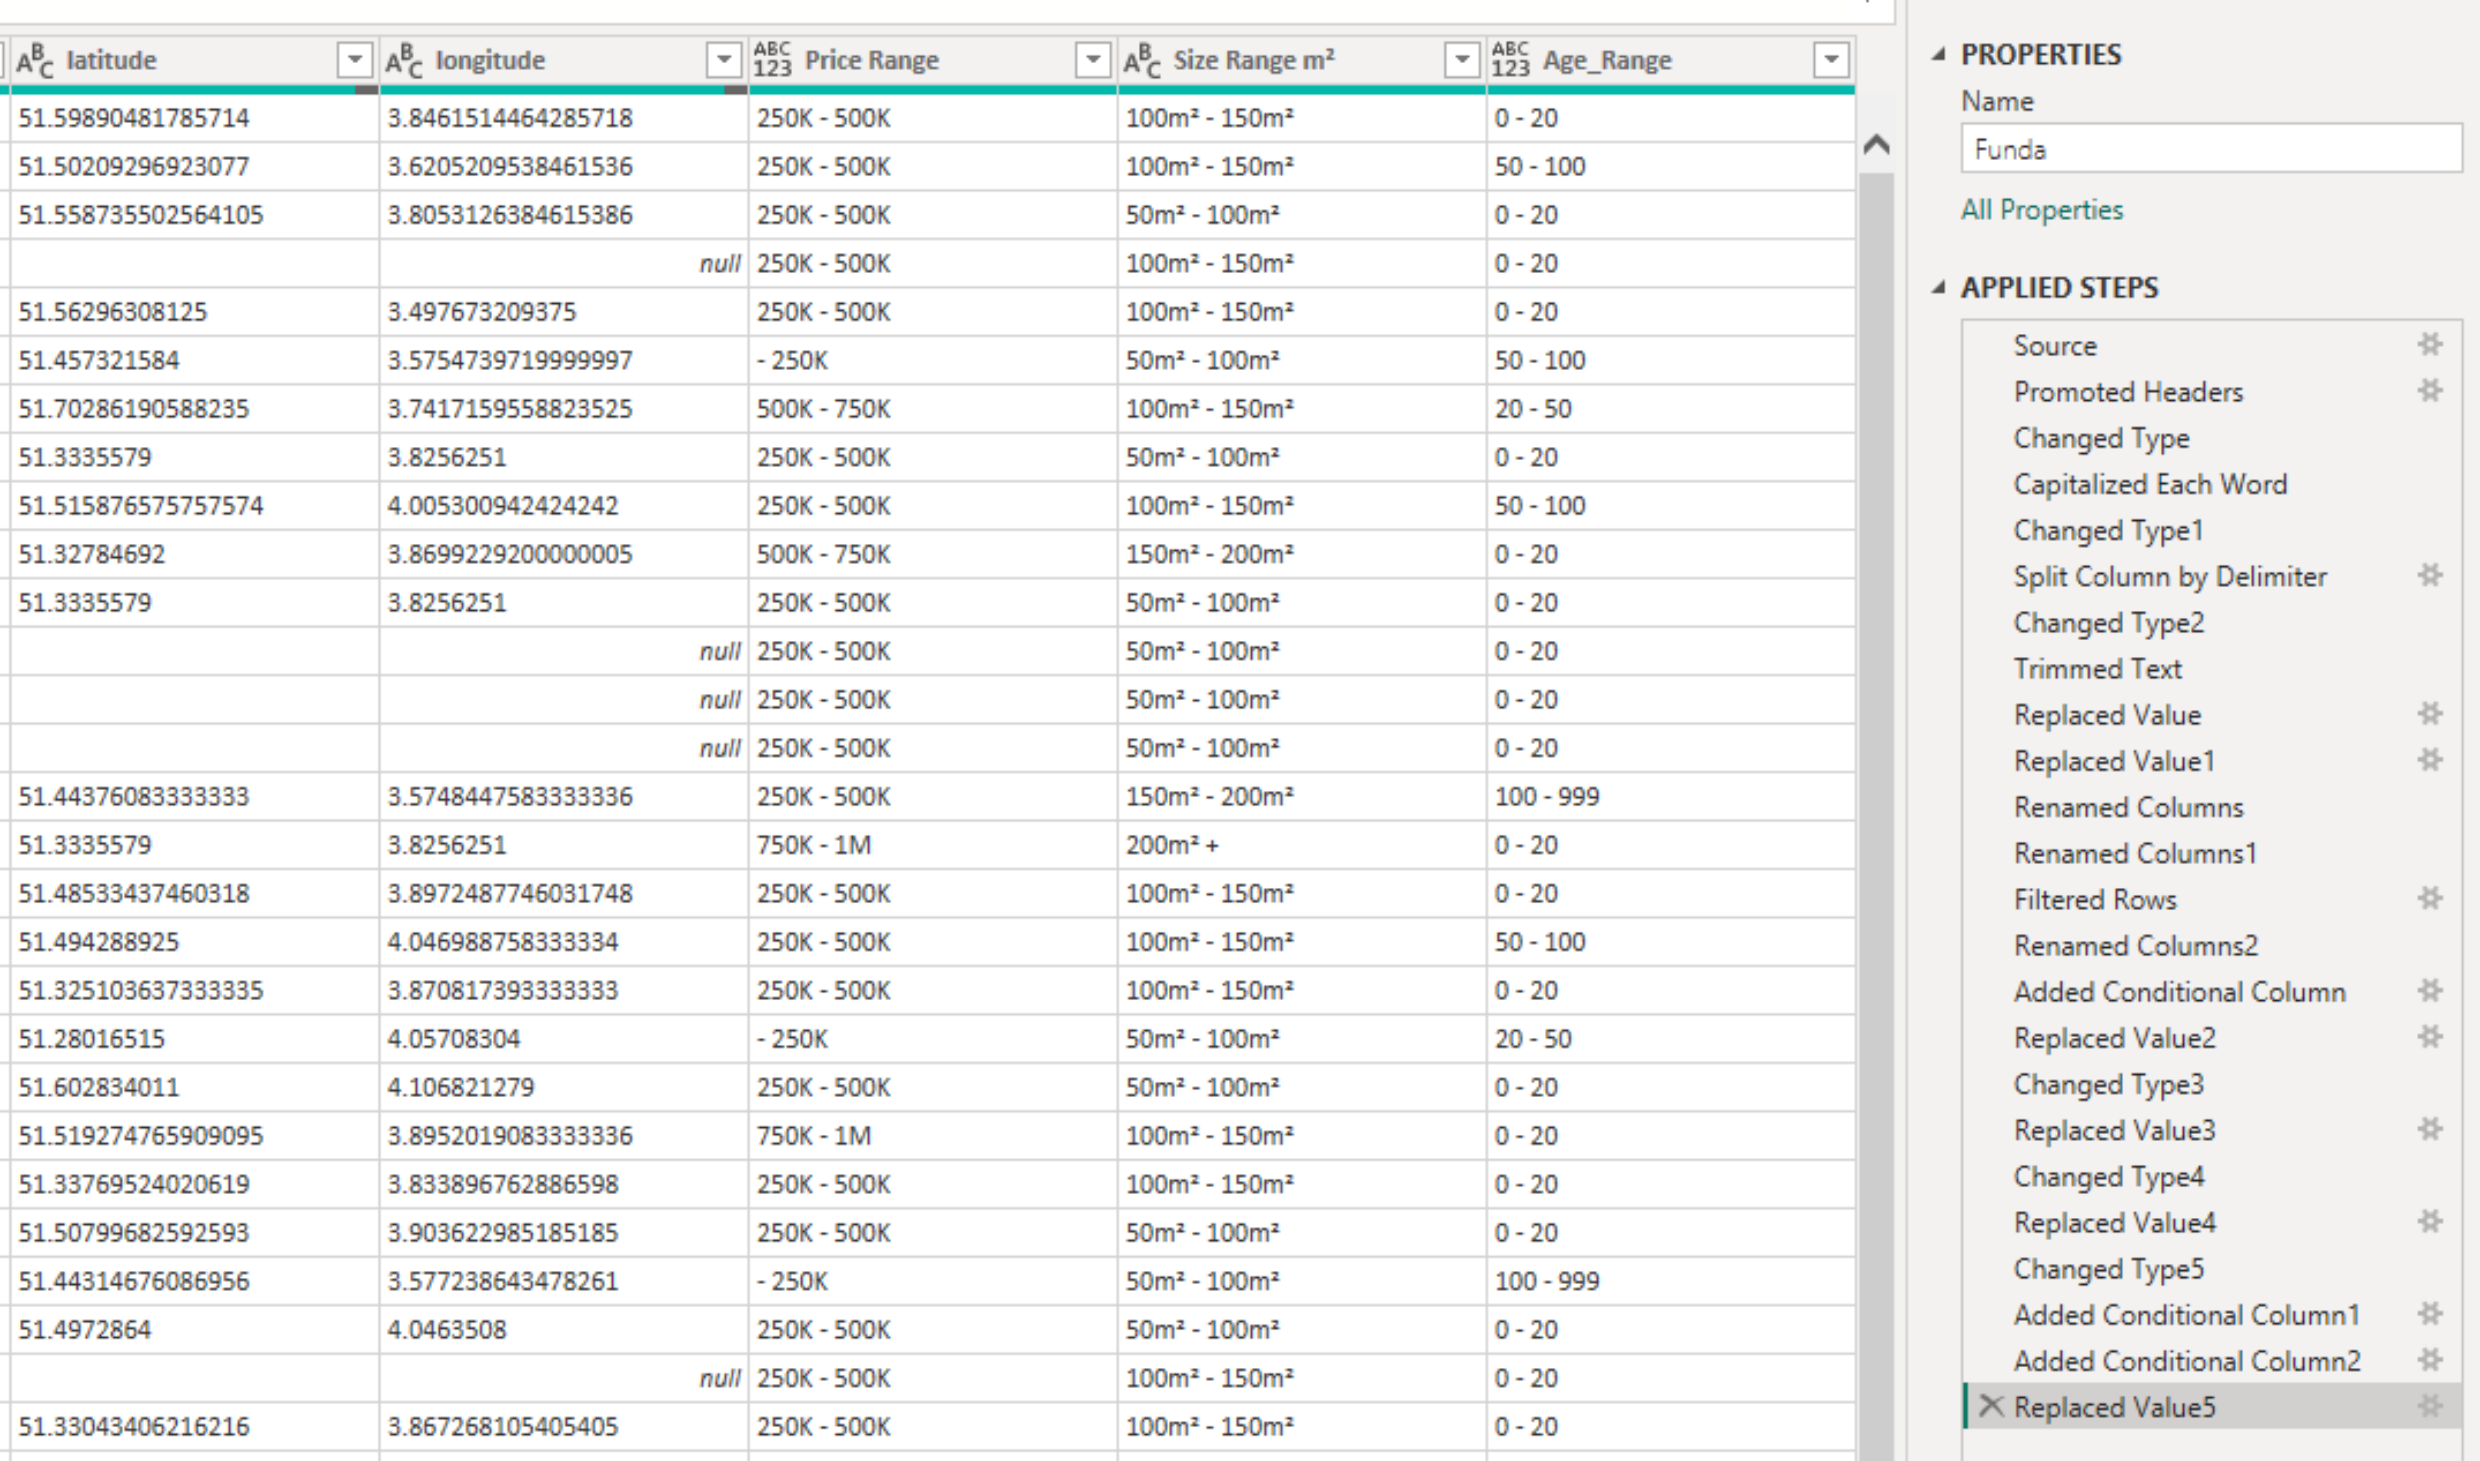 latitude longitude Price Range Size Range m² Age_Range
51.59890481785714 3.8461514464285718 250K - 500K 100m² - 150m² 0 - 20
51.50209296923077 3.6205209538461536 250K - 500K 100m² - 150m² 50 - 100
51.558735502564105 3.8053126384615386 250K - 500K 50m² - 100m² 0 - 20
null 250K - 500K 100m² - 150m² 0 - 20
51.56296308125 3.497673209375 250K - 500K 100m² - 150m² 0 - 20
51.457321584 3.5754739719999997 - 250K 50m² - 100m² 50 - 100
51.70286190588235 3.7417159558823525 500K - 750K 100m² - 150m² 20 - 50
51.3335579 3.8256251 250K - 500K 50m² - 100m² 0 - 20
51.515876575757574 4.005300942424242 250K - 500K 100m² - 150m² 50 - 100
51.32784692 3.8699229200000005 500K - 750K 150m² - 200m² 0 - 20
51.3335579 3.8256251 250K - 500K 50m² - 100m² 0 - 20
null 250K - 500K 50m² - 100m² 0 - 20
null 250K - 500K 50m² - 100m² 0 - 20
null 250K - 500K 50m² - 100m² 0 - 20
51.44376083333333 3.5748447583333336 250K - 500K 150m² - 200m² 100 - 999
51.3335579 3.8256251 750K - 1M 200m² + 0 - 20
51.48533437460318 3.8972487746031748 250K - 500K 100m² - 150m² 0 - 20
51.494288925 4.046988758333334 250K - 500K 100m² - 150m² 50 - 100
51.325103637333335 3.870817393333333 250K - 500K 100m² - 150m² 0 - 20
51.28016515 4.05708304 - 250K 50m² - 100m² 20 - 50
51.602834011 4.106821279 250K - 500K 50m² - 100m² 0 - 20
51.519274765909095 3.8952019083333336 750K - 1M 100m² - 150m² 0 - 20
51.33769524020619 3.833896762886598 250K - 500K 100m² - 150m² 0 - 20
51.50799682592593 3.903622985185185 250K - 500K 50m² - 100m² 0 - 20
51.44314676086956 3.577238643478261 - 250K 50m² - 100m² 100 - 999
51.4972864 4.0463508 250K - 500K 50m² - 100m² 0 - 20
null 250K - 500K 100m² - 150m² 0 - 20
51.33043406216216 3.867268105405405 250K - 500K 100m² - 150m² 0 - 20
PROPERTIES
Name
Funda
All Properties
APPLIED STEPS
Source
Promoted Headers
Changed Type
Capitalized Each Word
Changed Type1
Split Column by Delimiter
Changed Type2
Trimmed Text
Replaced Value
Replaced Value1
Renamed Columns
Renamed Columns1
Filtered Rows
Renamed Columns2
Added Conditional Column
Replaced Value2
Changed Type3
Replaced Value3
Changed Type4
Replaced Value4
Changed Type5
Added Conditional Column1
Added Conditional Column2
Replaced Value5